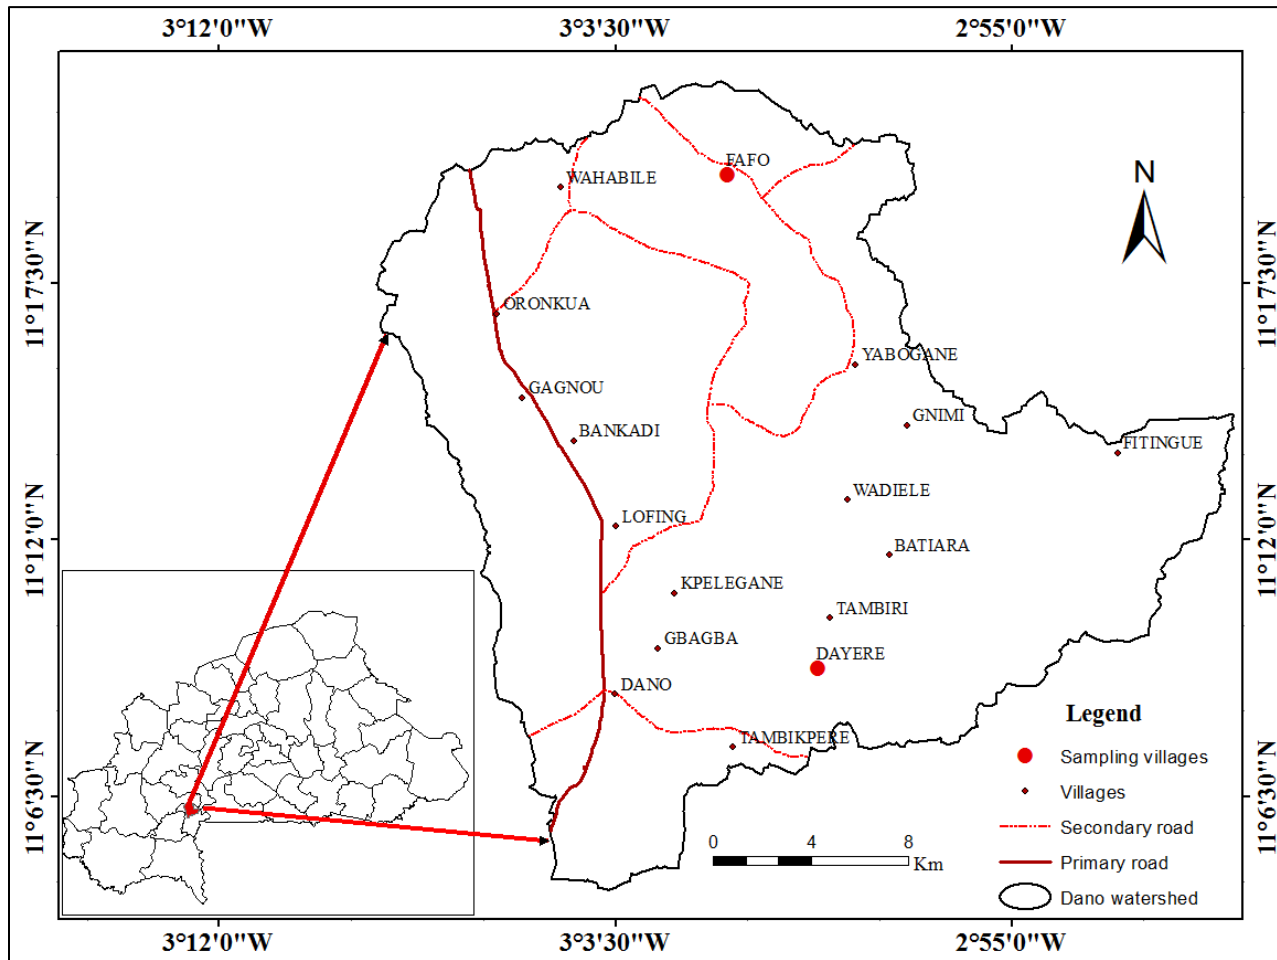 3°12'0"W
3°3'30"W
2°55'0"W
N
FAFO
WAHABILE
11°17'30"N
11°17'30"N
ORONKUA
YABOGANE
GAGNOU
GNIMI
BANKADI
FITINGUE
WADIELE
LOFING
11°12'0"N
11°12'0"N
BATIARA
KPELEGANE
TAMBIRI
GBAGBA
DAYERE
DANO
TAMBIKPERE
Legend
Sampling villages
Villages
Secondary road
Primary road
Dano watershed
11°6'30"N
11°6'30"N
0 4 8
Km
3°12'0"W
3°3'30"W
2°55'0"W